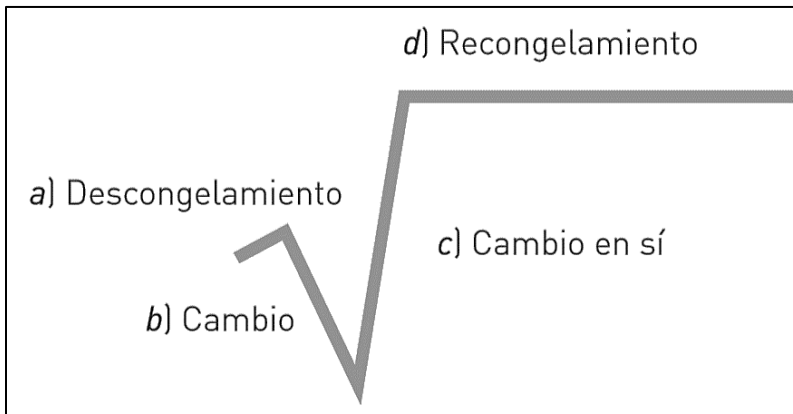 d) Recongelamiento
a) Descongelamiento
c) Cambio en sí
b) Cambio